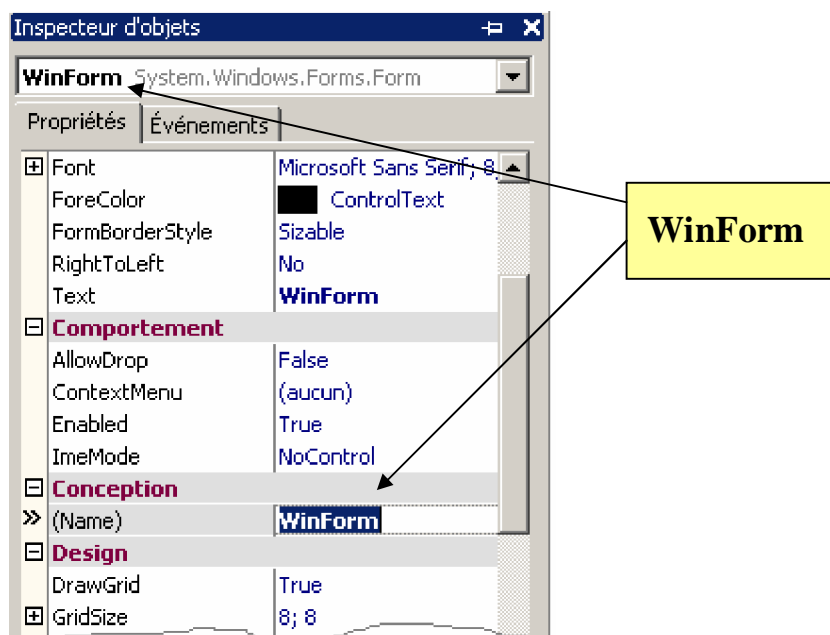 Inspecteur d'objets
WinForm System.Windows.Forms.Form
Propriétés Événements
Font Microsoft Sans Serif; 8,
ForeColor ControlText
FormBorderStyle Sizable
RightToLeft No
Text WinForm
Comportement
AllowDrop False
ContextMenu (aucun)
Enabled True
ImeMode NoControl
Conception
(Name) WinForm
Design
DrawGrid True
GridSize 8; 8
WinForm